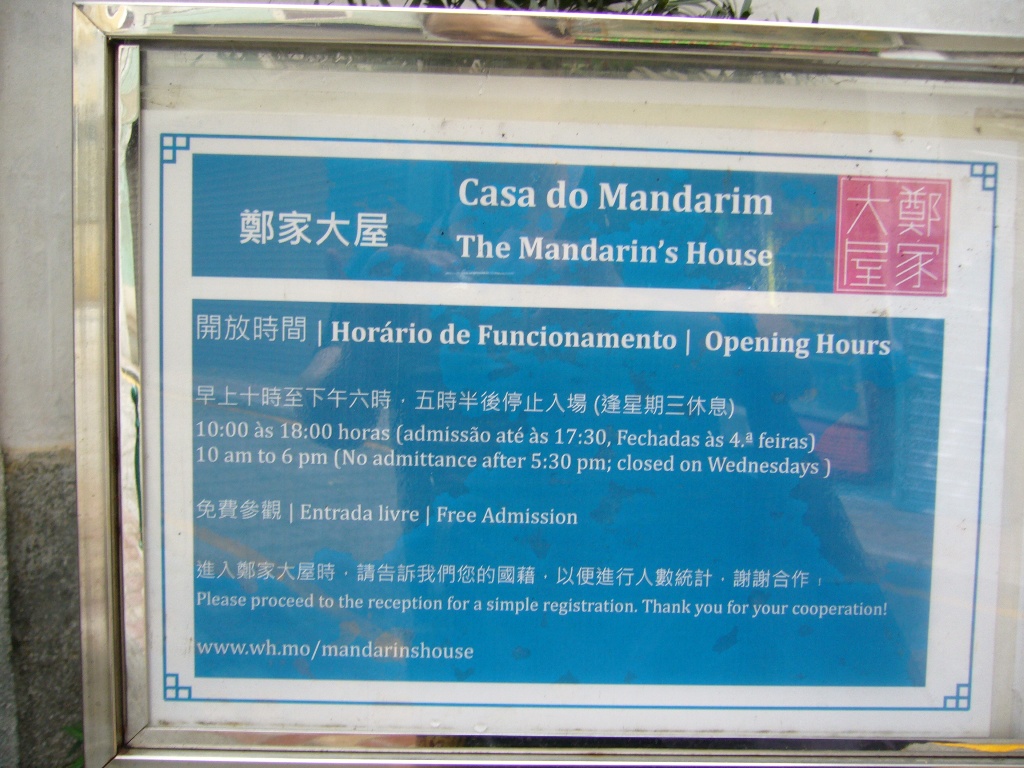 鄭家大屋
Casa do Mandarim
The Mandarin's House
鄭家
大屋
開放時間 | Horário de Funcionamento | Opening Hours
早上十時至下午六時，五時半後停止入場 (逢星期三休息)
10:00 às 18:00 horas (admissão até às 17:30, Fechadas às 4.ª feiras)
10 am to 6 pm (No admittance after 5:30 pm; closed on Wednesdays )
免費參觀 | Entrada livre | Free Admission
進入鄭家大屋時，請告訴我們您的國藉，以便進行人數統計，謝謝合作！
Please proceed to the reception for a simple registration. Thank you for your cooperation!
www.wh.mo/mandarinshouse